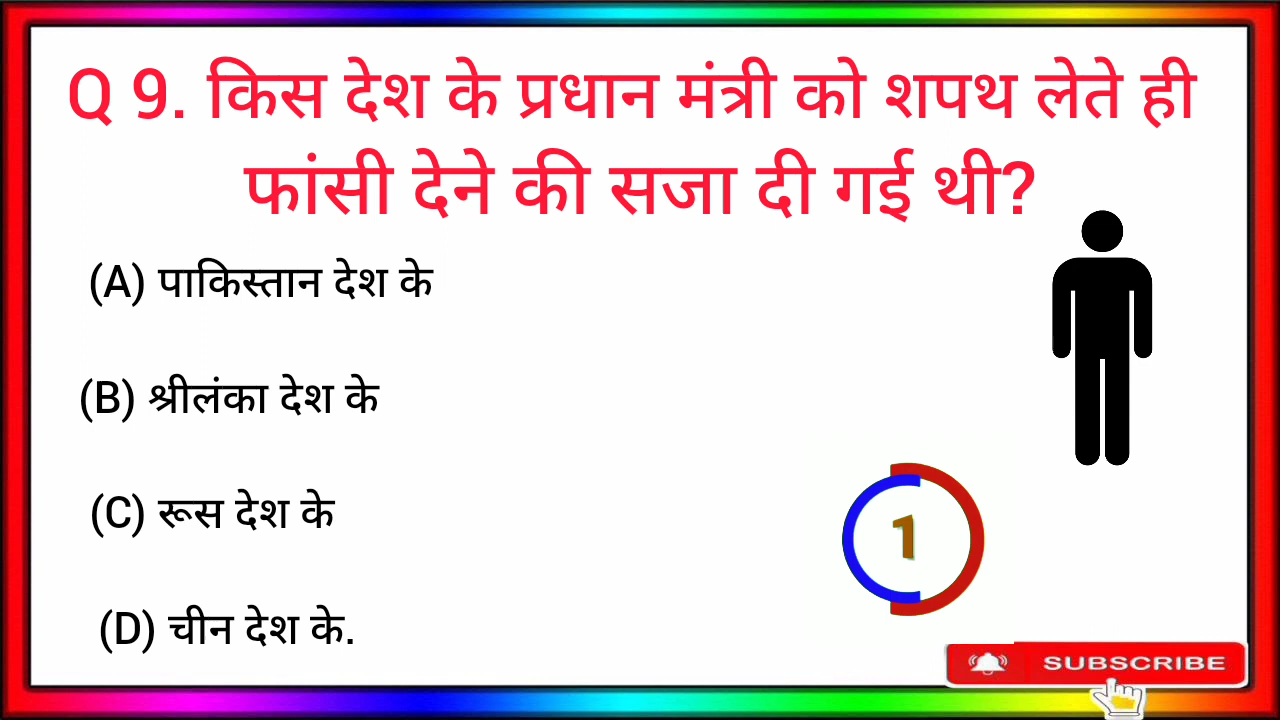 Q 9. किस देश के प्रधान मंत्री को शपथ लेते ही
फांसी देने की सजा दी गई थी?
(A) पाकिस्तान देश के
(B) श्रीलंका देश के
(C) रूस देश के
(D) चीन देश के.
1
SUBSCRIBE